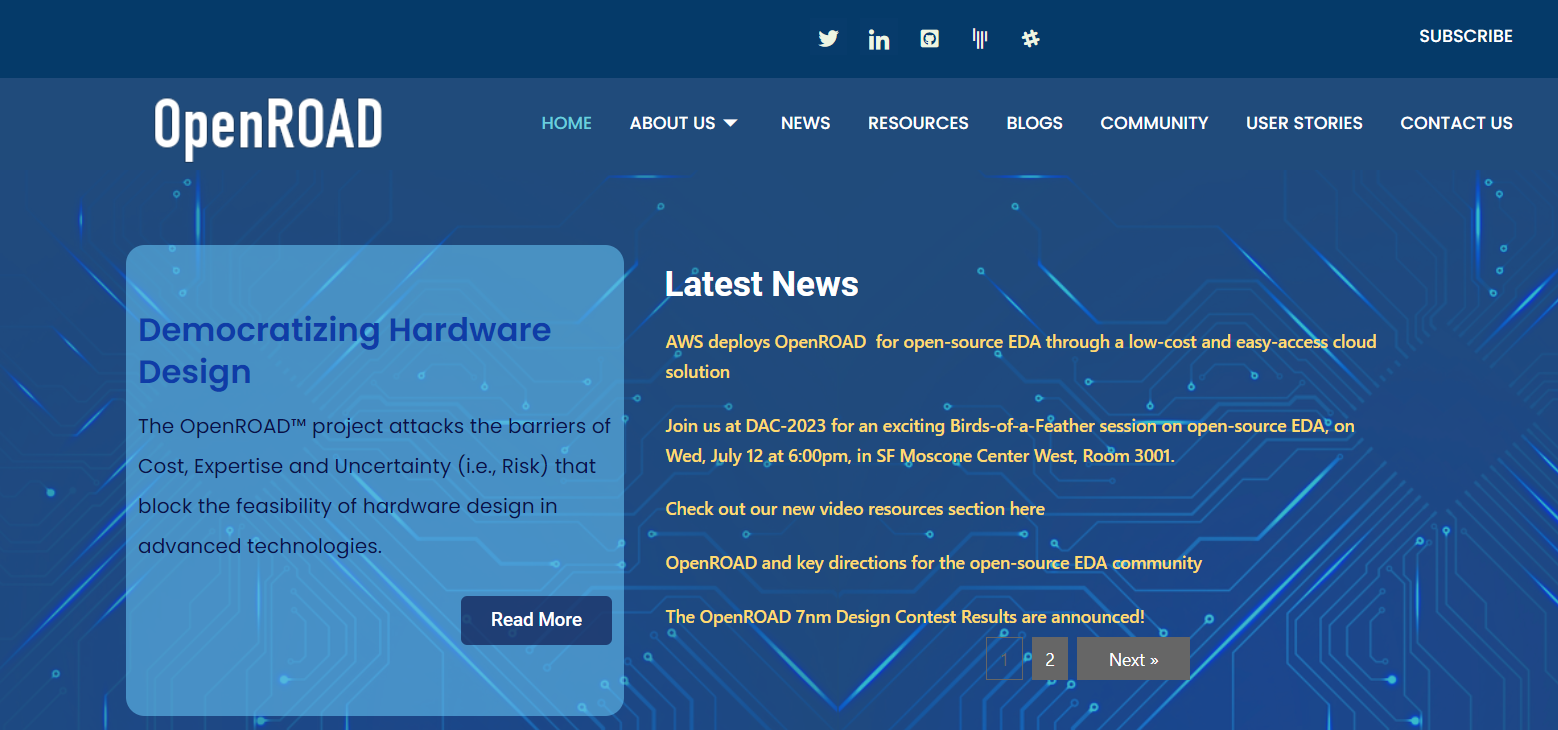 SUBSCRIBE
OpenROAD
HOME ABOUT US NEWS RESOURCES BLOGS COMMUNITY USER STORIES CONTACT US
Democratizing Hardware
Design
The OpenROAD™ project attacks the barriers of
Cost, Expertise and Uncertainty (i.e., Risk) that
block the feasibility of hardware design in
advanced technologies.
Read More
Latest News
AWS deploys OpenROAD  for open-source EDA through a low-cost and easy-access cloud
solution
Join us at DAC-2023 for an exciting Birds-of-a-Feather session on open-source EDA, on
Wed, July 12 at 6:00pm, in SF Moscone Center West, Room 3001.
Check out our new video resources section here
OpenROAD and key directions for the open-source EDA community
The OpenROAD 7nm Design Contest Results are announced!
1 2 Next »